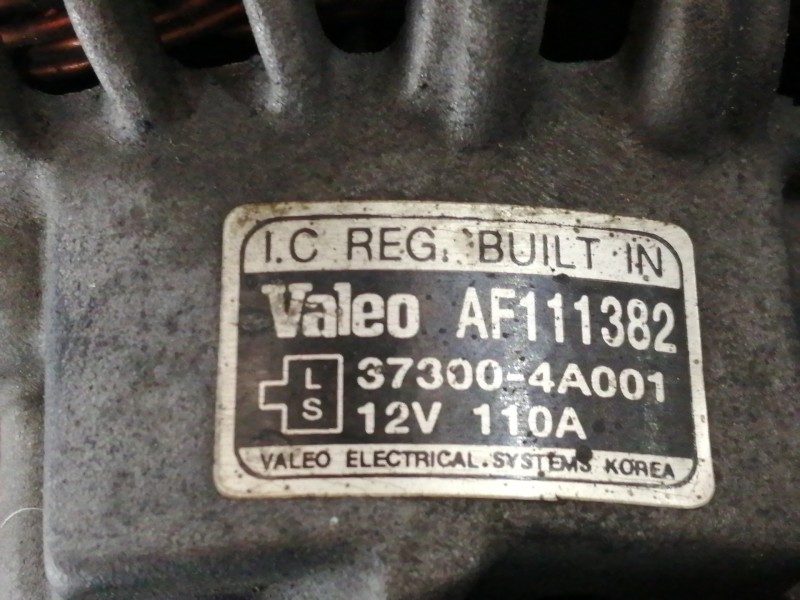 I.C REG. BUILT IN
Valeo AF111382
L 37300-4A001
S 12V 110A
VALEO ELECTRICAL.SYSTEMS KOREA